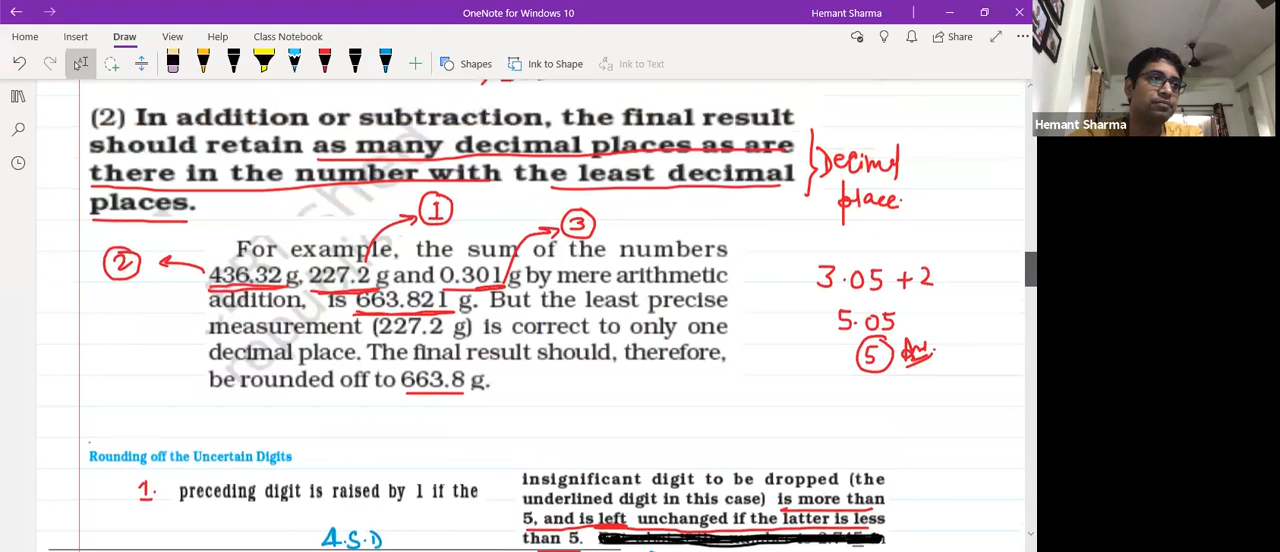 OneNote for Windows 10
Hemant Sharma
Home Insert Draw View Help Class Notebook
Share
Shapes
Ink to Shape
Ink to Text
(2) In addition or subtraction, the final result
should retain as many decimal places as are
there in the number with the least decimal
places.
Decimal
place.
1
3
2
For example, the sum of the numbers
436.32 g, 227.2 g and 0.301 g by mere arithmetic
addition, is 663.821 g. But the least precise
measurement (227.2 g) is correct to only one
decimal place. The final result should, therefore,
be rounded off to 663.8 g.
3.05 + 2
5.05
5 Ans.
Rounding off the Uncertain Digits
1. preceding digit is raised by 1 if the
4.S.D
insignificant digit to be dropped (the
underlined digit in this case) is more than
5, and is left unchanged if the latter is less
than 5.
Hemant Sharma